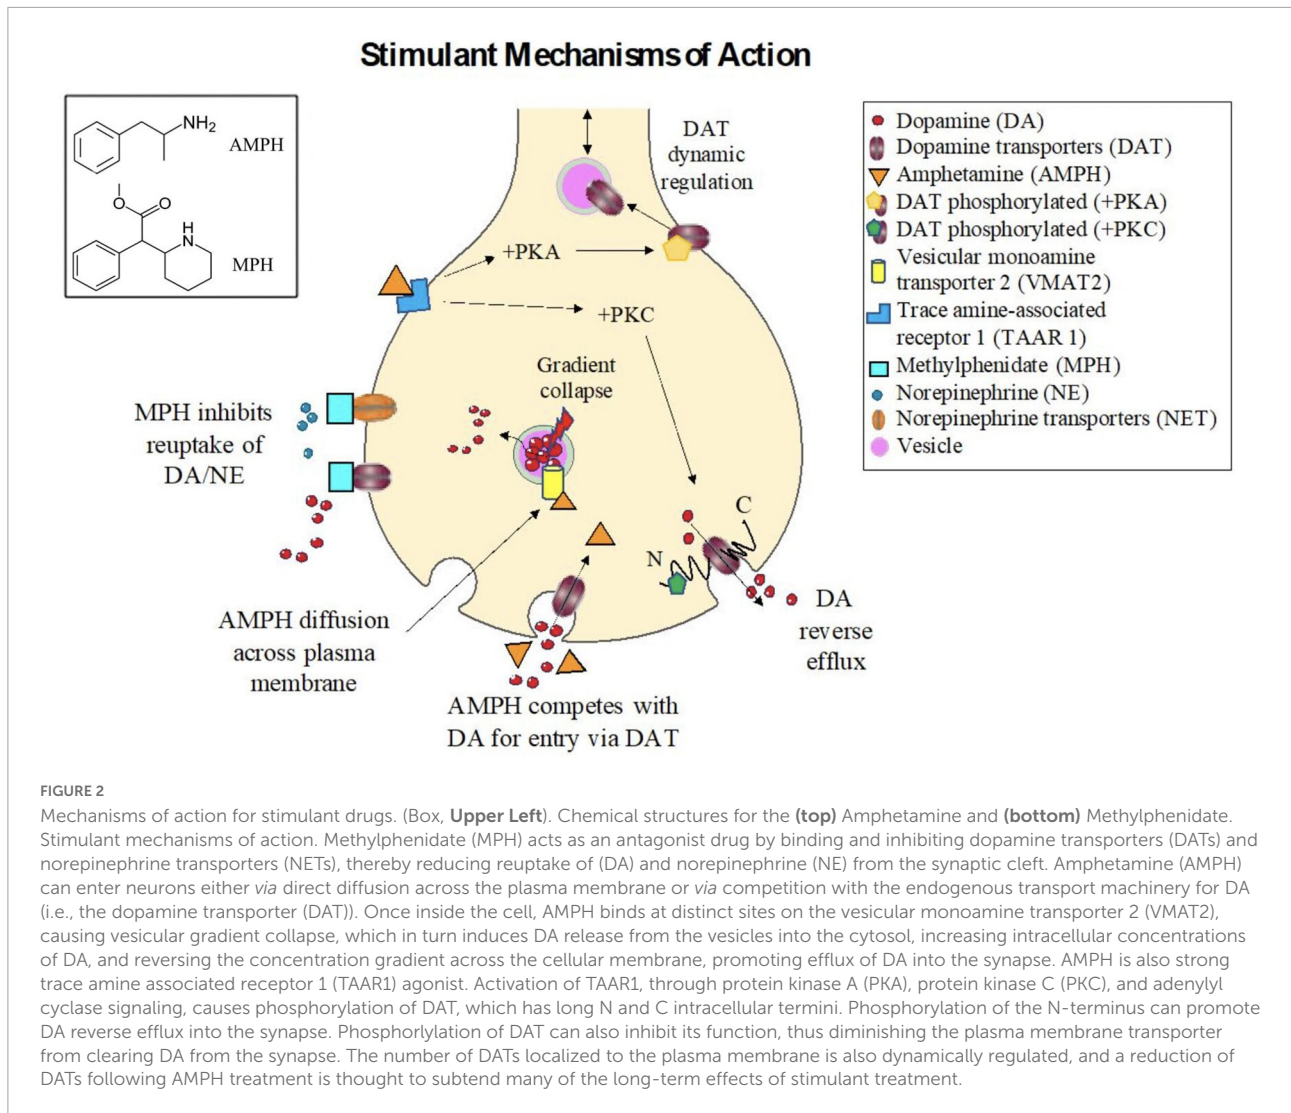 Stimulant Mechanisms of Action
NH₂
AMPH
O
O
H
N
MPH
DAT
dynamic
regulation
+PKA
+PKC
Gradient
collapse
MPH inhibits
reuptake of
DA/NE
C
N
DA
reverse
efflux
AMPH diffusion
across plasma
membrane
AMPH competes with
DA for entry via DAT
Dopamine (DA)
Dopamine transporters (DAT)
Amphetamine (AMPH)
DAT phosphorylated (+PKA)
DAT phosphorylated (+PKC)
Vesicular monoamine
transporter 2 (VMAT2)
Trace amine-associated
receptor 1 (TAAR 1)
Methylphenidate (MPH)
Norepinephrine (NE)
Norepinephrine transporters (NET)
Vesicle
FIGURE 2
Mechanisms of action for stimulant drugs. (Box, Upper Left). Chemical structures for the (top) Amphetamine and (bottom) Methylphenidate.
Stimulant mechanisms of action. Methylphenidate (MPH) acts as an antagonist drug by binding and inhibiting dopamine transporters (DATs) and
norepinephrine transporters (NETs), thereby reducing reuptake of (DA) and norepinephrine (NE) from the synaptic cleft. Amphetamine (AMPH)
can enter neurons either via direct diffusion across the plasma membrane or via competition with the endogenous transport machinery for DA
(i.e., the dopamine transporter (DAT)). Once inside the cell, AMPH binds at distinct sites on the vesicular monoamine transporter 2 (VMAT2),
causing vesicular gradient collapse, which in turn induces DA release from the vesicles into the cytosol, increasing intracellular concentrations
of DA, and reversing the concentration gradient across the cellular membrane, promoting efflux of DA into the synapse. AMPH is also strong
trace amine associated receptor 1 (TAAR1) agonist. Activation of TAAR1, through protein kinase A (PKA), protein kinase C (PKC), and adenylyl
cyclase signaling, causes phosphorylation of DAT, which has long N and C intracellular termini. Phosphorylation of the N-terminus can promote
DA reverse efflux into the synapse. Phosphorlylation of DAT can also inhibit its function, thus diminishing the plasma membrane transporter
from clearing DA from the synapse. The number of DATs localized to the plasma membrane is also dynamically regulated, and a reduction of
DATs following AMPH treatment is thought to subtend many of the long-term effects of stimulant treatment.